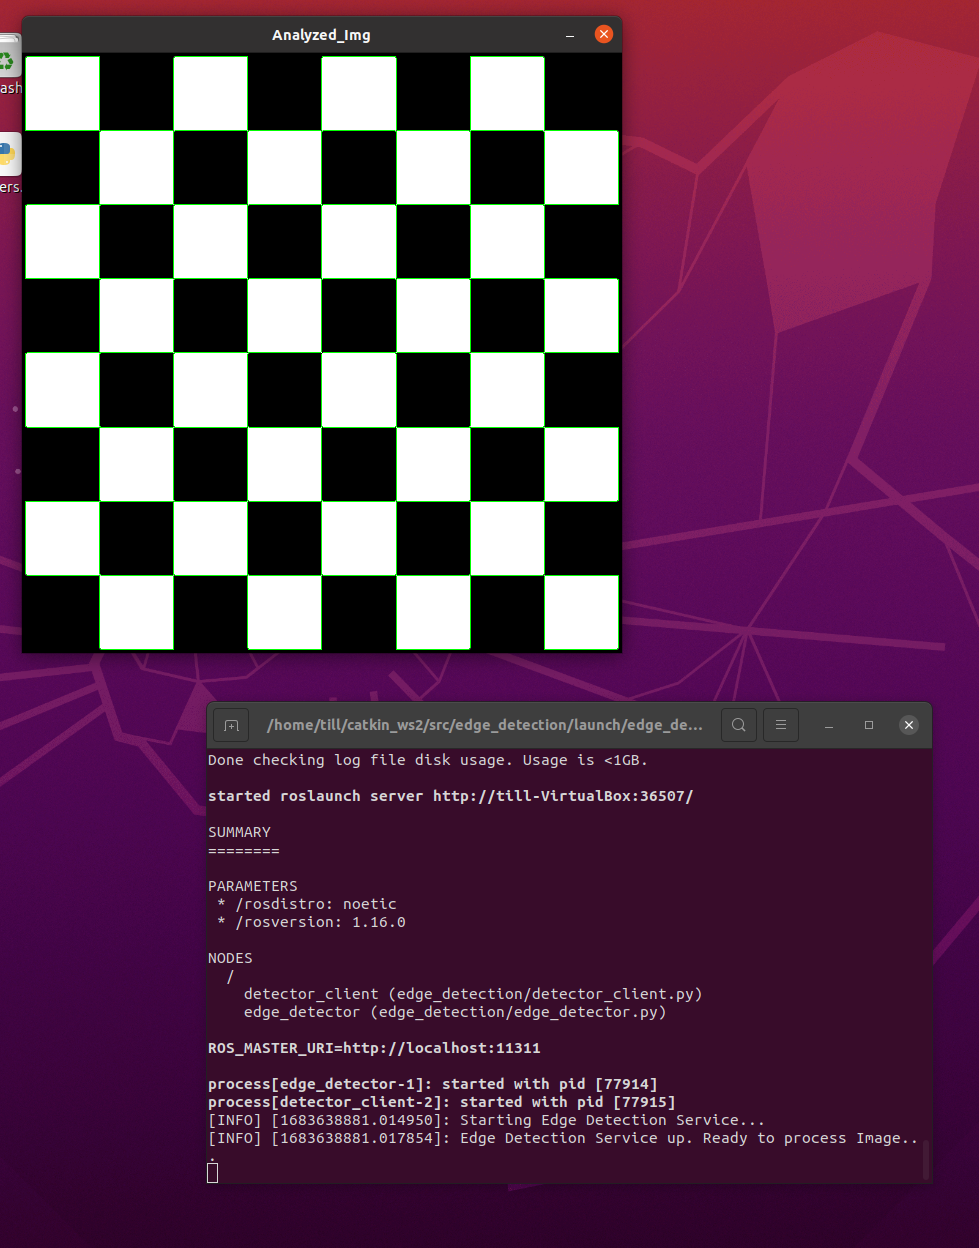 Analyzed_Img
ash
ers.
/home/till/catkin_ws2/src/edge_detection/launch/edge_de...
Done checking log file disk usage. Usage is <1GB.
started roslaunch server http://till-VirtualBox:36507/
SUMMARY
========
PARAMETERS
* /rosdistro: noetic
* /rosversion: 1.16.0
NODES
/
detector_client (edge_detection/detector_client.py)
edge_detector (edge_detection/edge_detector.py)
ROS_MASTER_URI=http://localhost:11311
process[edge_detector-1]: started with pid [77914]
process[detector_client-2]: started with pid [77915]
[INFO] [1683638881.014950]: Starting Edge Detection Service...
[INFO] [1683638881.017854]: Edge Detection Service up. Ready to process Image..
.